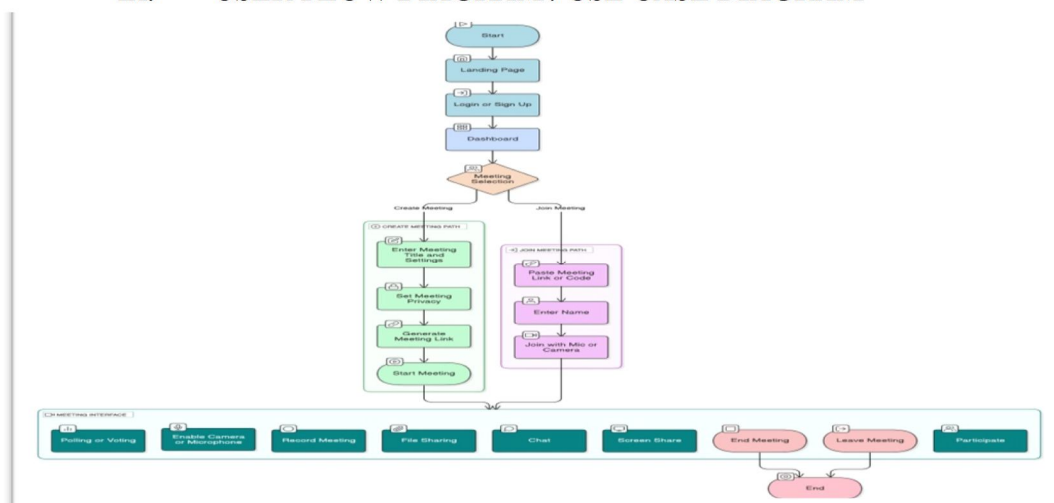 Start
Landing Page
Login or Sign Up
Dashboard
Meeting
Selection
Create Meeting
Join Meeting
CREATE MEETING PATH
JOIN MEETING PATH
Enter Meeting
Title and
Settings
Paste Meeting
Link or Code
Set Meeting
Privacy
Enter Name
Generate
Meeting Link
Join with Mic or
Camera
Start Meeting
MEETING INTERFACE
Polling or Voting
Enable Camera
or Microphone
Record Meeting
File Sharing
Chat
Screen Share
End Meeting
Leave Meeting
Participate
End